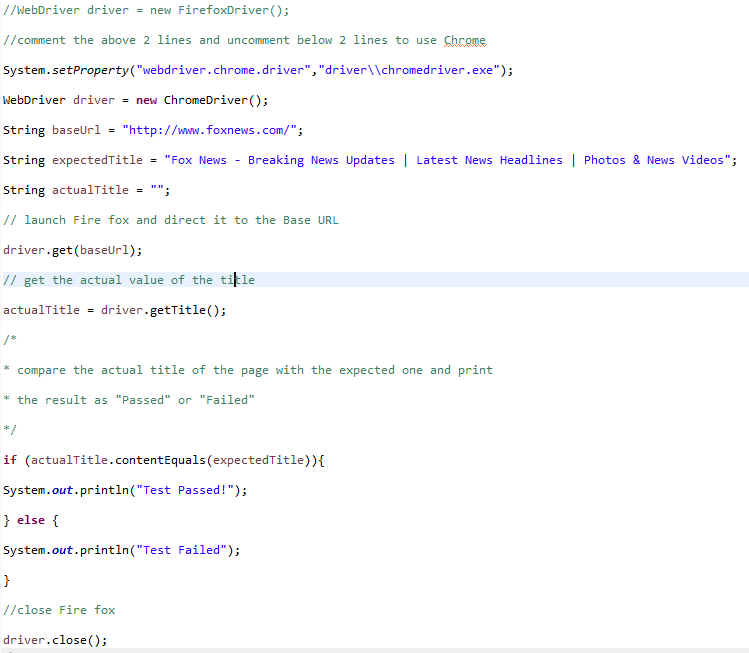 //WebDriver driver = new FirefoxDriver();
//comment the above 2 lines and uncomment below 2 lines to use Chrome
System.setProperty("webdriver.chrome.driver","driver\\chromedriver.exe");
WebDriver driver = new ChromeDriver();
String baseUrl = "http://www.foxnews.com/";
String expectedTitle = "Fox News - Breaking News Updates | Latest News Headlines | Photos & News Videos";
String actualTitle = "";
// launch Fire fox and direct it to the Base URL
driver.get(baseUrl);
// get the actual value of the title
actualTitle = driver.getTitle();
/*
* compare the actual title of the page with the expected one and print
* the result as "Passed" or "Failed"
*/
if (actualTitle.contentEquals(expectedTitle)){
System.out.println("Test Passed!");
} else {
System.out.println("Test Failed");
}
//close Fire fox
driver.close();